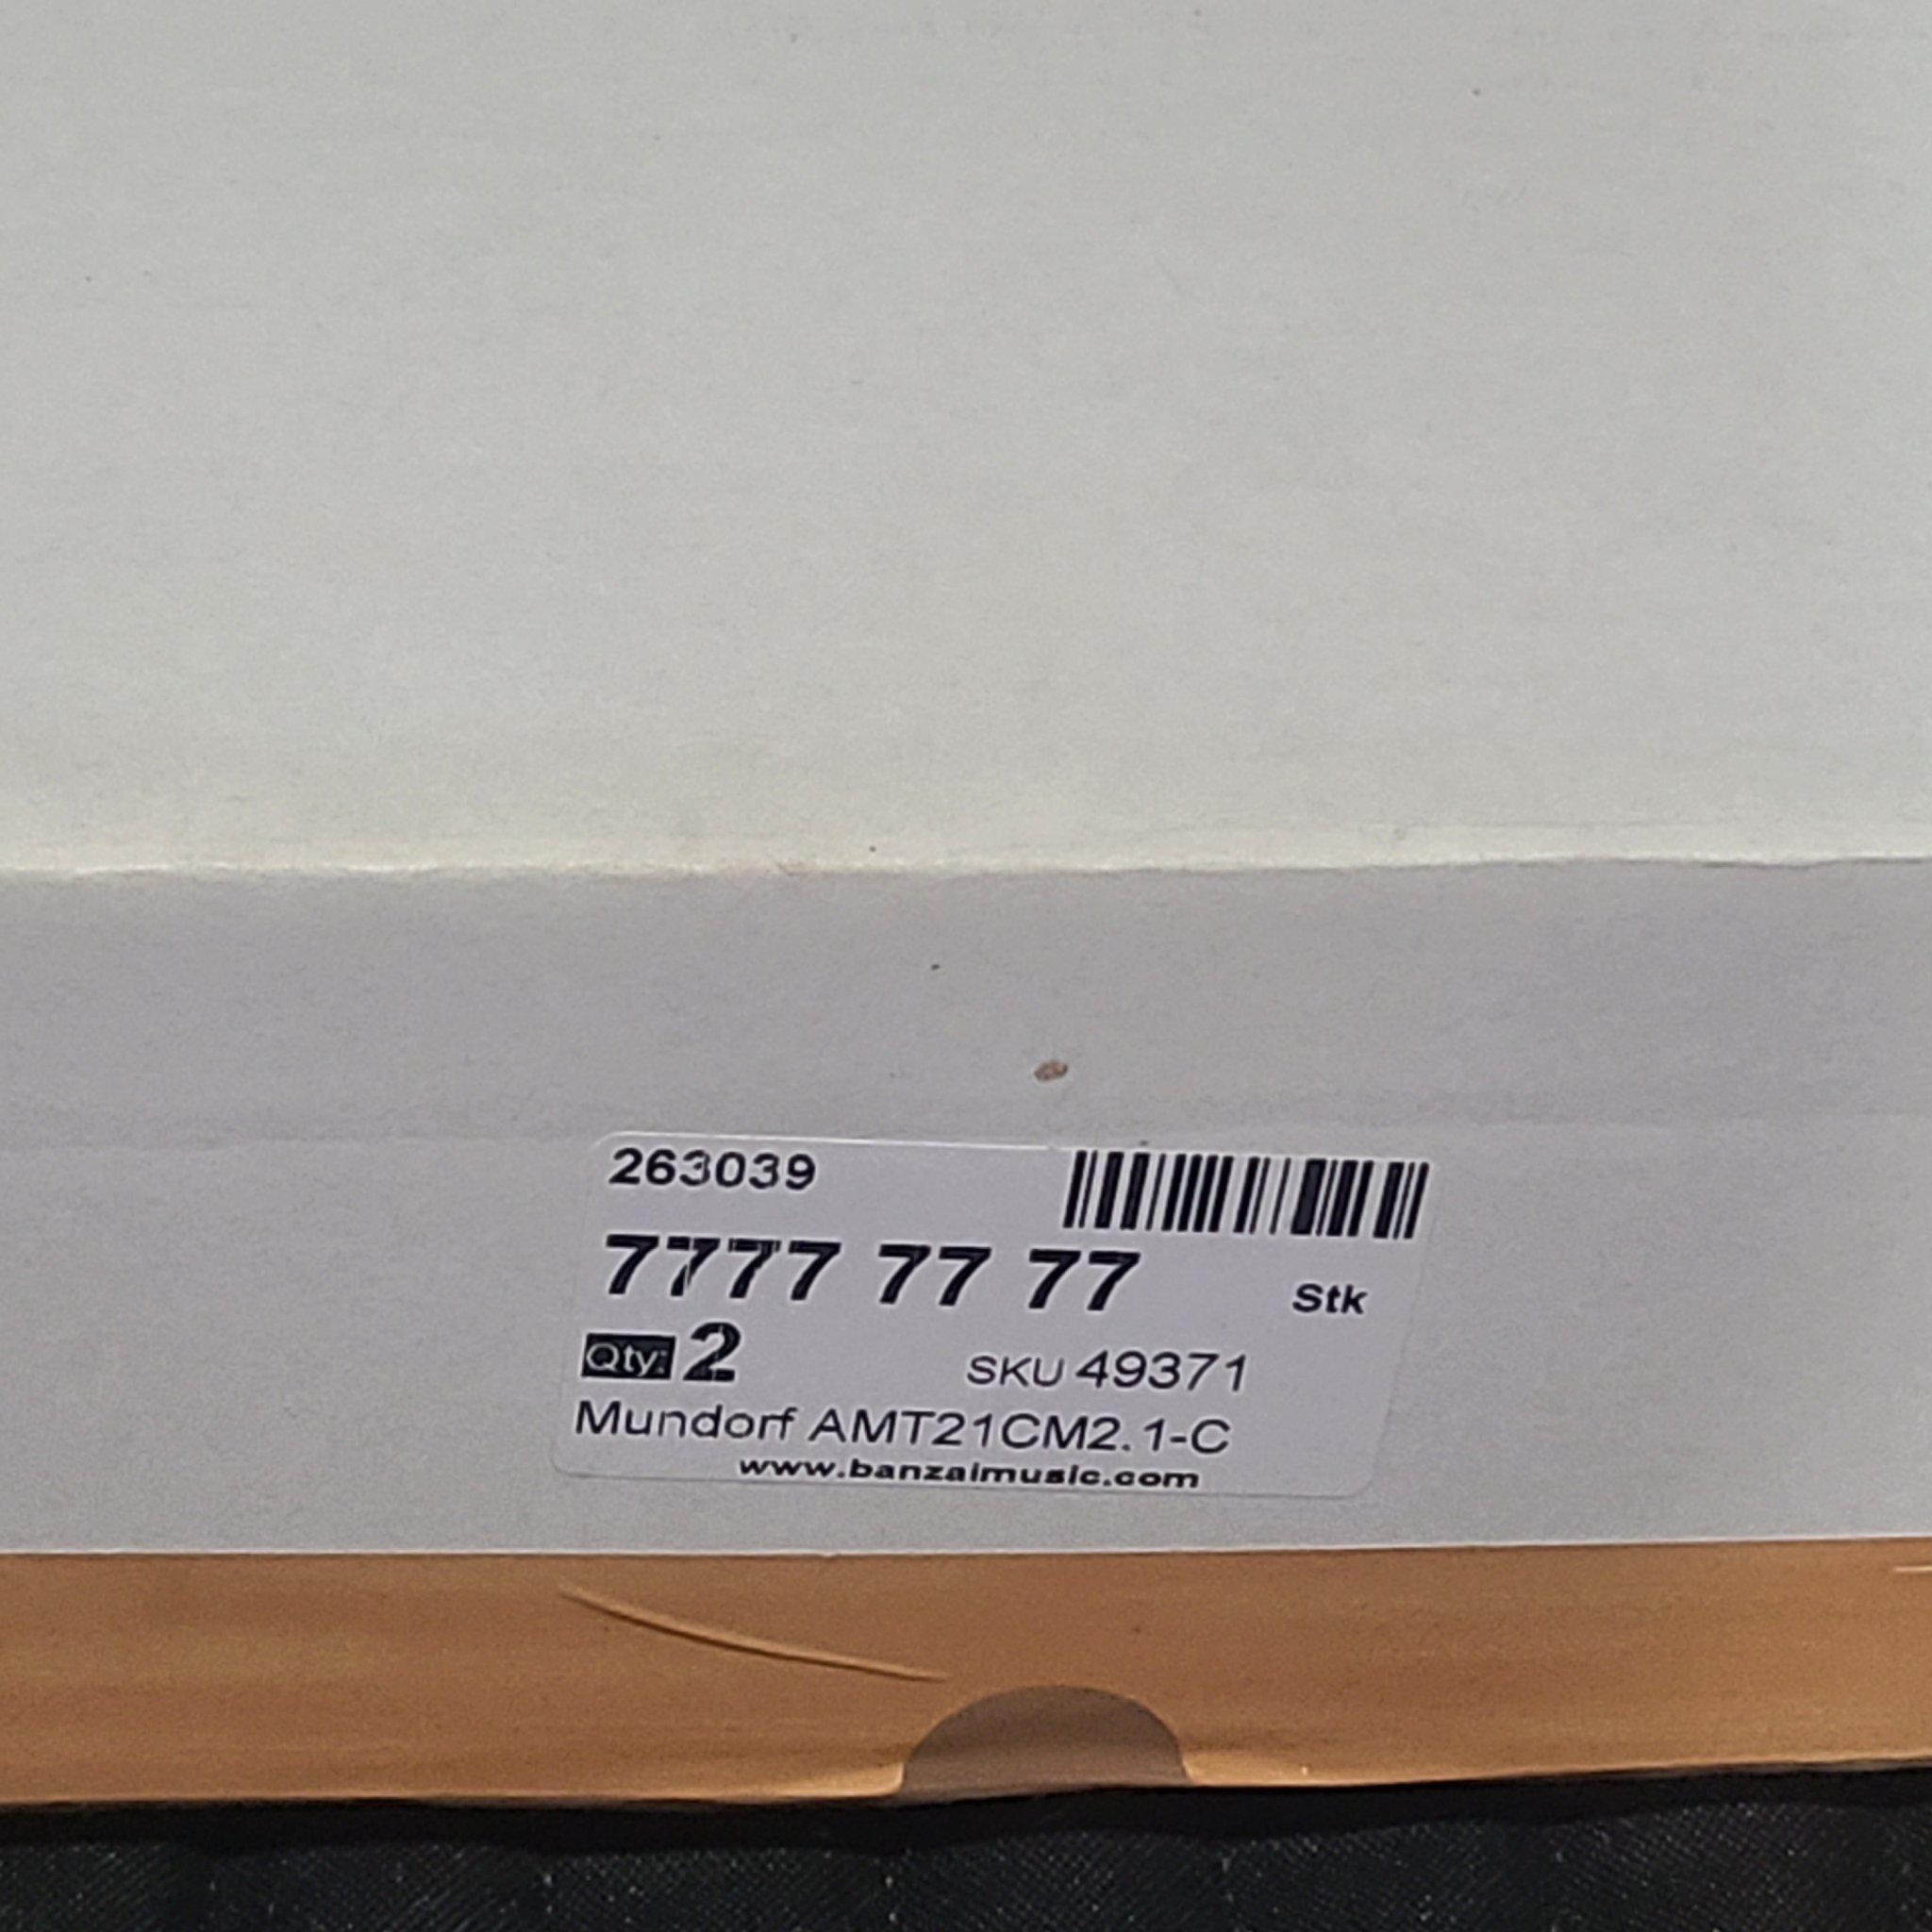 263039
7777 77 77 Stk
Qty: 2 SKU 49371
Mundorf AMT21CM2.1-C
www.banzaimusic.com